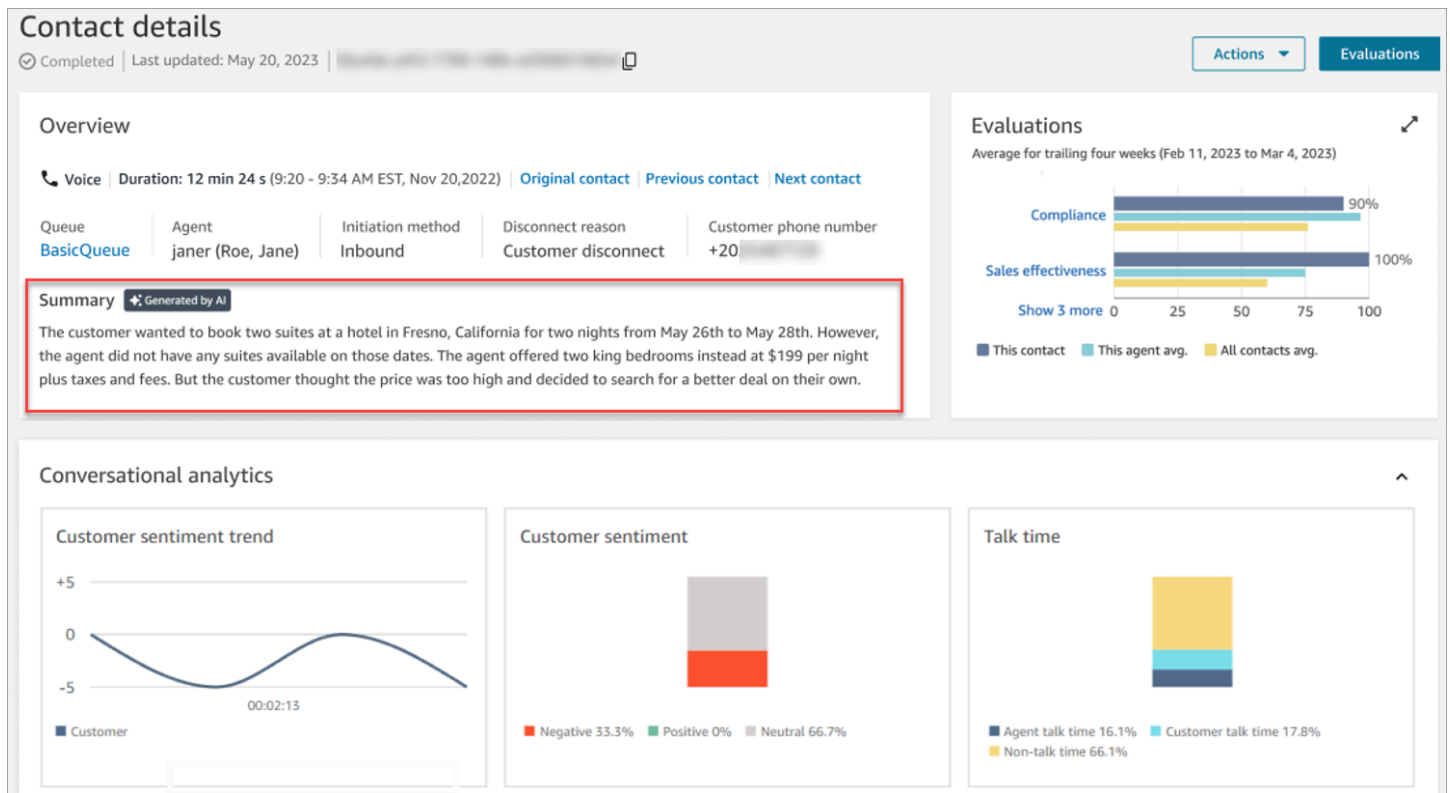 Contact details
Completed | Last updated: May 20, 2023 |
Actions
Evaluations
Overview
Voice | Duration: 12 min 24 s (9:20 - 9:34 AM EST, Nov 20,2022) | Original contact | Previous contact | Next contact
Queue
BasicQueue
Agent
janer (Roe, Jane)
Initiation method
Inbound
Disconnect reason
Customer disconnect
Customer phone number
+20
Summary Generated by AI
The customer wanted to book two suites at a hotel in Fresno, California for two nights from May 26th to May 28th. However,
the agent did not have any suites available on those dates. The agent offered two king bedrooms instead at $199 per night
plus taxes and fees. But the customer thought the price was too high and decided to search for a better deal on their own.
Evaluations
Average for trailing four weeks (Feb 11, 2023 to Mar 4, 2023)
Compliance 90%
Sales effectiveness 100%
Show 3 more 0 25 50 75 100
This contact This agent avg. All contacts avg.
Conversational analytics
Customer sentiment trend
+5
0
-5
00:02:13
Customer
Customer sentiment
Negative 33.3% Positive 0% Neutral 66.7%
Talk time
Agent talk time 16.1% Customer talk time 17.8%
Non-talk time 66.1%